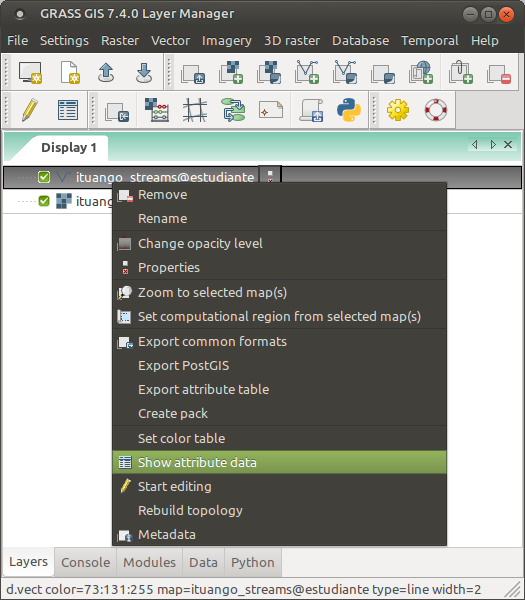 GRASS GIS 7.4.0 Layer Manager
File Settings Raster Vector Imagery 3D raster Database Temporal Help
Display 1
ituango_streams@estudiante
Remove
Rename
Change opacity level
Properties
Zoom to selected map(s)
Set computational region from selected map(s)
Export common formats
Export PostGIS
Export attribute table
Create pack
Set color table
Show attribute data
Start editing
Rebuild topology
Metadata
Layers Console Modules Data Python
d.vect color=73:131:255 map=ituango_streams@estudiante type=line width=2